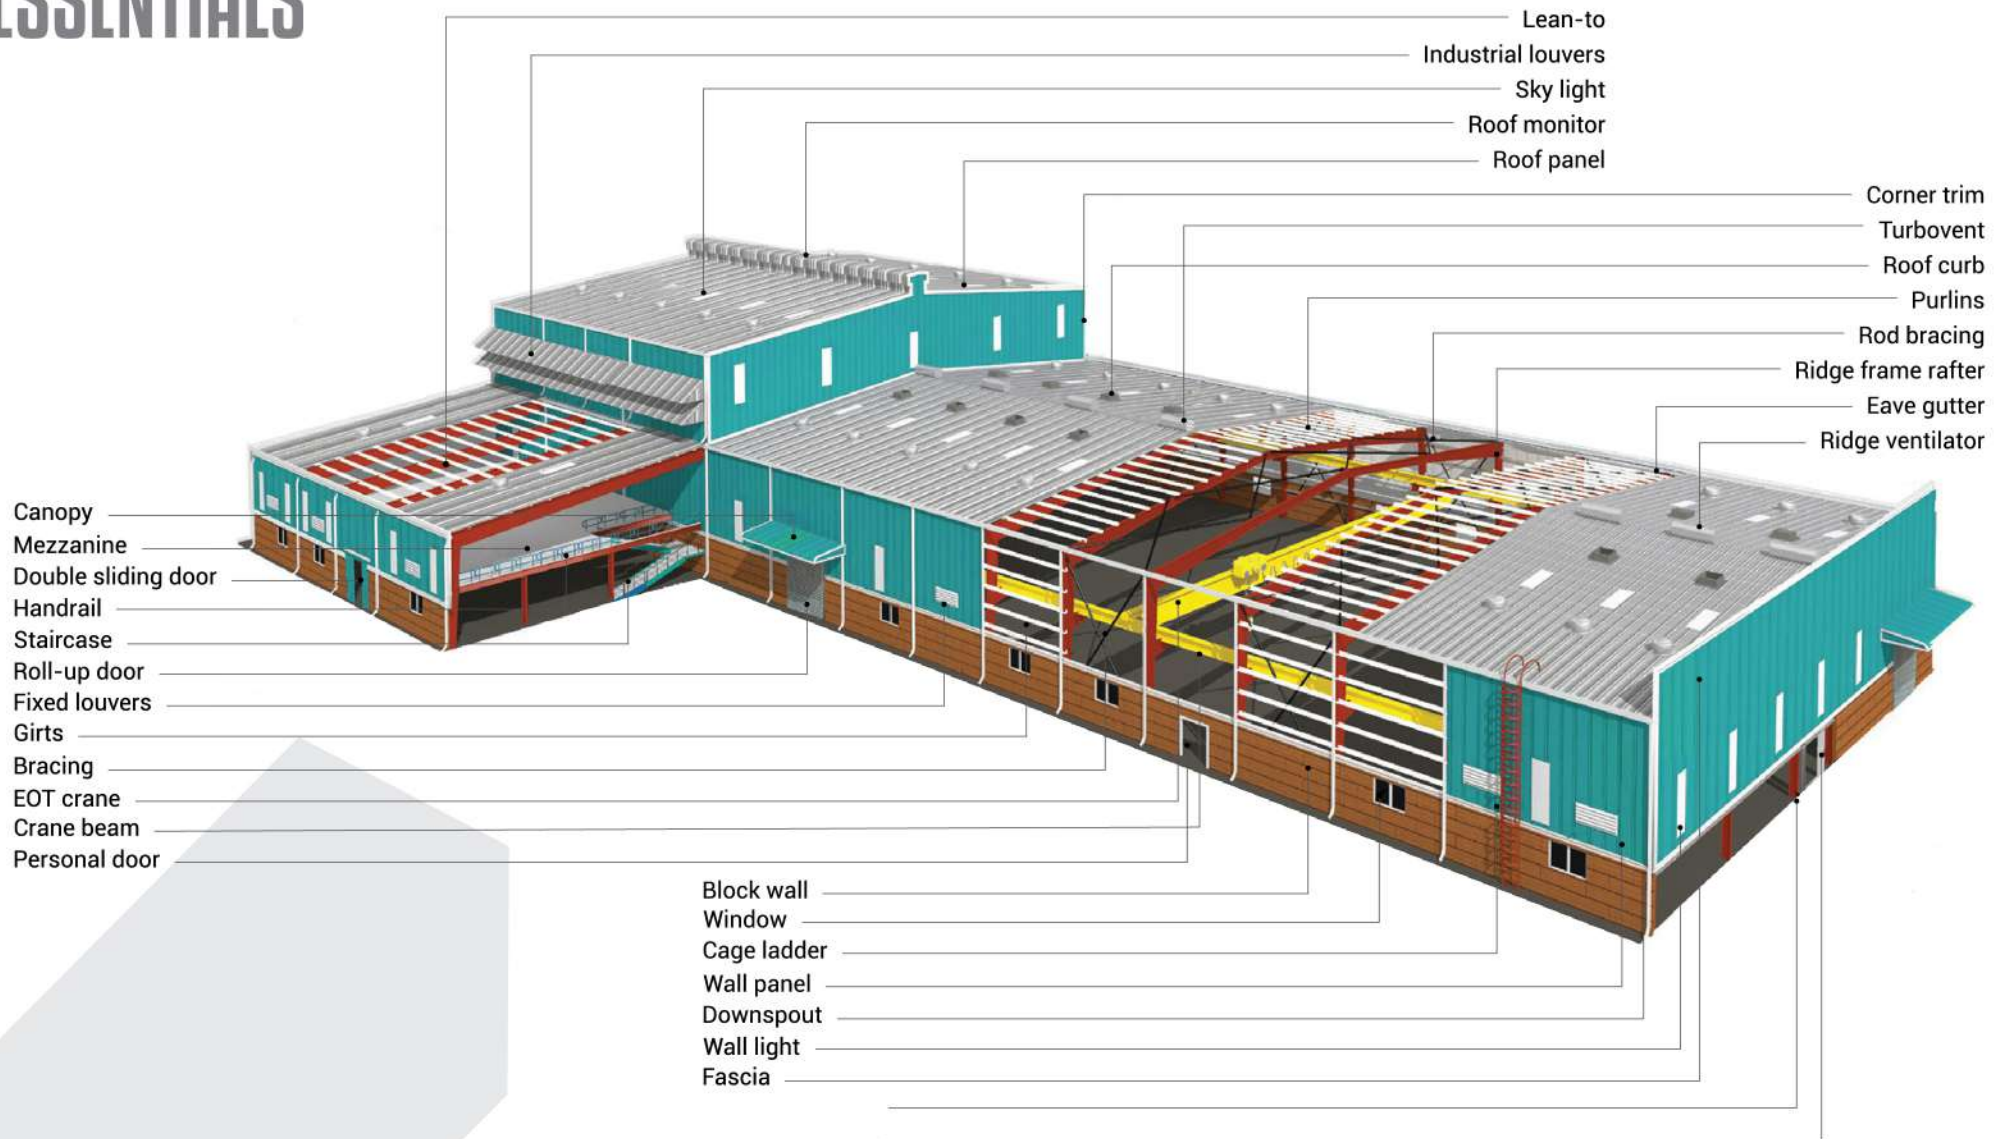 ESSENTIALS
Lean-to
Industrial louvers
Sky light
Roof monitor
Roof panel
Corner trim
Turbovent
Roof curb
Purlins
Rod bracing
Ridge frame rafter
Eave gutter
Ridge ventilator
Canopy
Mezzanine
Double sliding door
Handrail
Staircase
Roll-up door
Fixed louvers
Girts
Bracing
EOT crane
Crane beam
Personal door
Block wall
Window
Cage ladder
Wall panel
Downspout
Wall light
Fascia